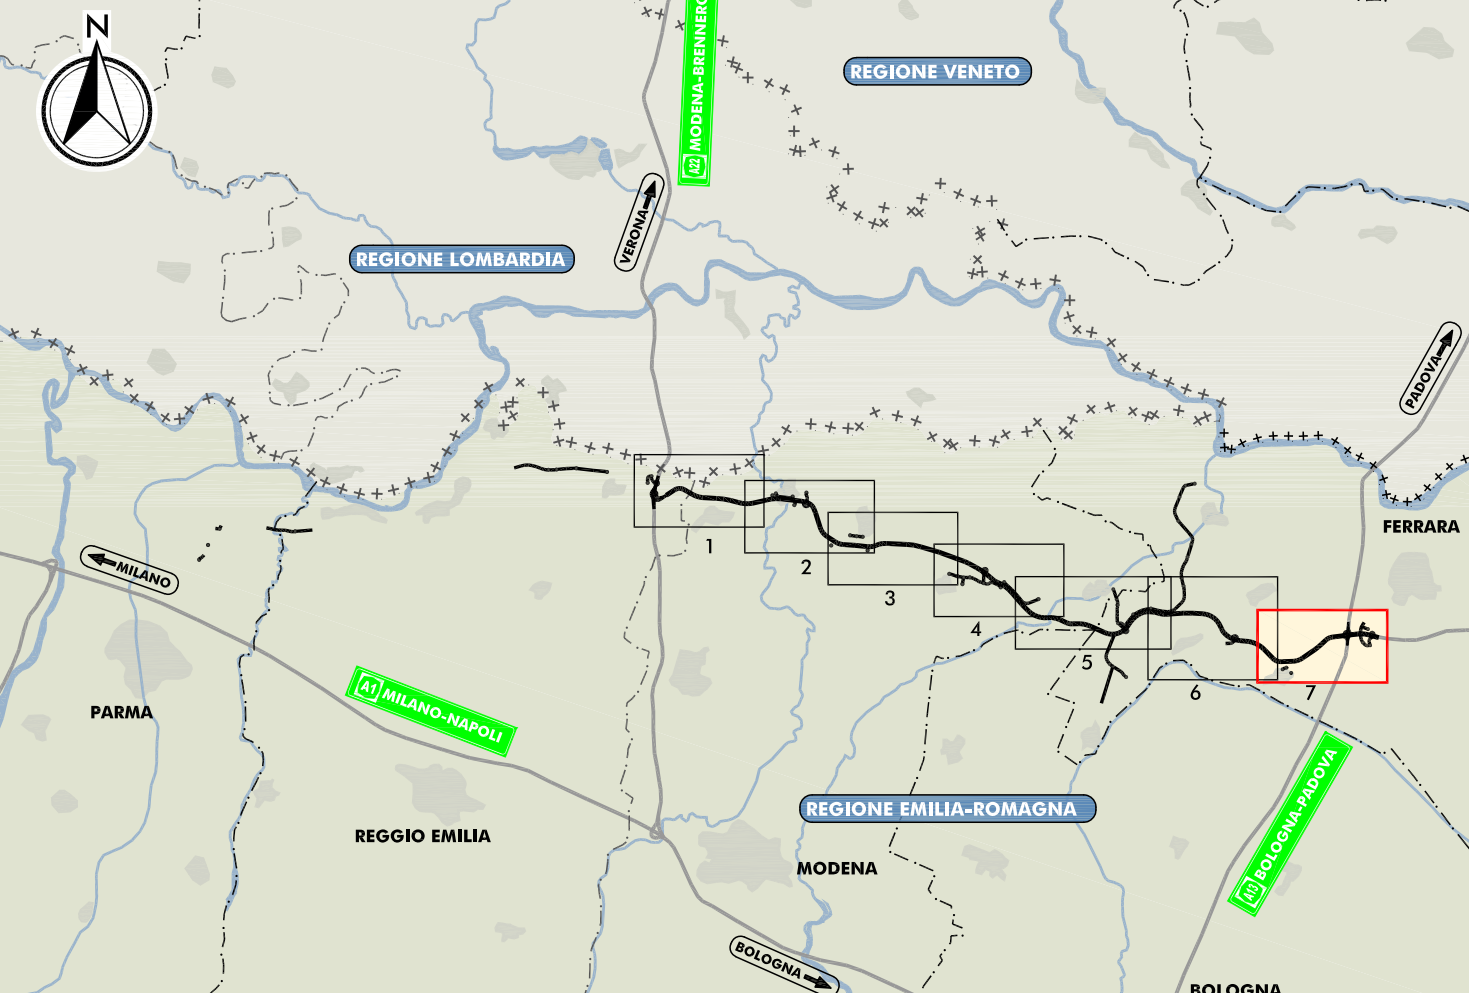 N
A22 MODENA-BRENNERO
REGIONE VENETO
VERONA
REGIONE LOMBARDIA
PADOVA
FERRARA
MILANO
1
2
3
4
5
6
7
PARMA
A1 MILANO-NAPOLI
REGGIO EMILIA
REGIONE EMILIA-ROMAGNA
A13 BOLOGNA-PADOVA
MODENA
BOLOGNA
BOLOGNA